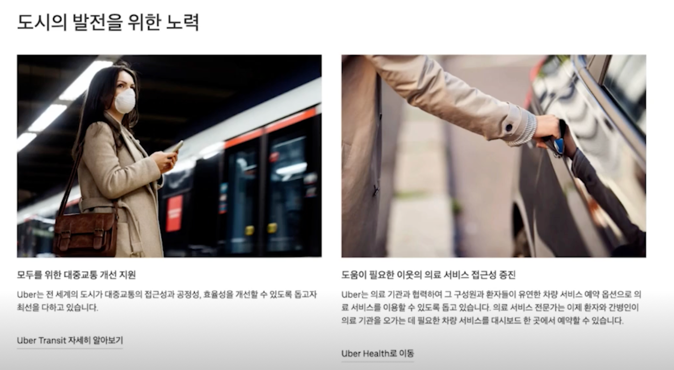 도시의 발전을 위한 노력
모두를 위한 대중교통 개선 지원
Uber는 전 세계의 도시가 대중교통의 접근성과 공정성, 효율성을 개선할 수 있도록 돕고자
최선을 다하고 있습니다.
Uber Transit 자세히 알아보기
도움이 필요한 이웃의 의료 서비스 접근성 증진
Uber는 의료 기관과 협력하여 그 구성원과 환자들이 유연한 차량 서비스 예약 옵션으로 의
료 서비스를 이용할 수 있도록 돕고 있습니다. 의료 서비스 전문가는 이제 환자와 간병인이
의료 기관을 오가는 데 필요한 차량 서비스를 대시보드 한 곳에서 예약할 수 있습니다.
Uber Health로 이동